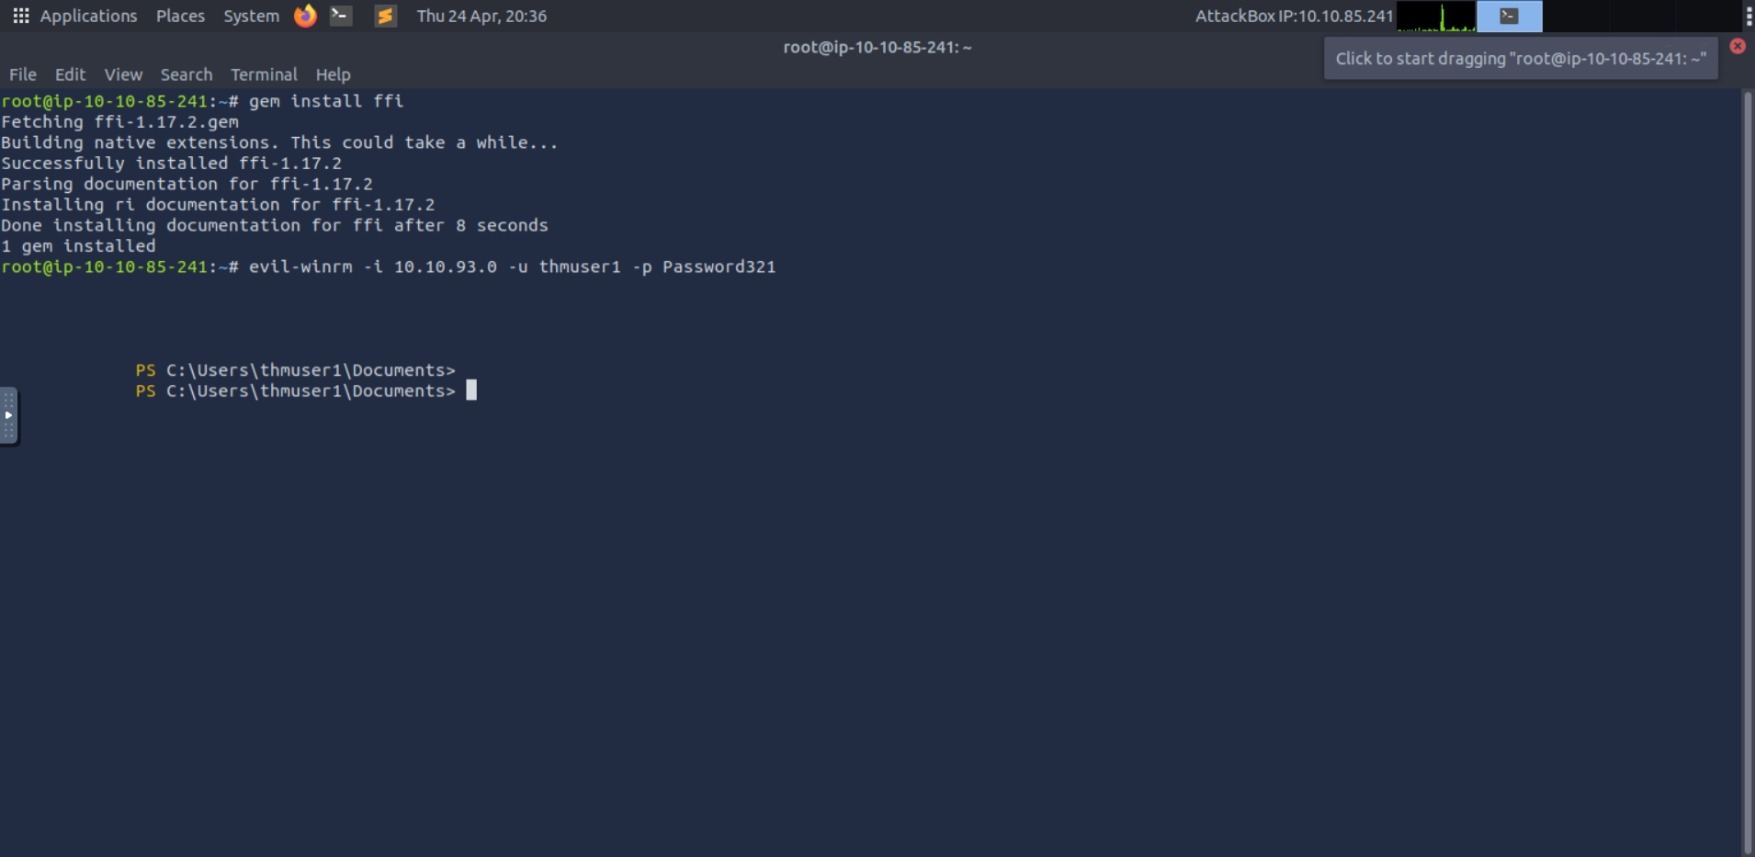 Applications Places System Thu 24 Apr, 20:36 AttackBox IP:10.10.85.241
root@ip-10-10-85-241: ~
Click to start dragging "root@ip-10-10-85-241: ~"
File Edit View Search Terminal Help
root@ip-10-10-85-241:~# gem install ffi
Fetching ffi-1.17.2.gem
Building native extensions. This could take a while...
Successfully installed ffi-1.17.2
Parsing documentation for ffi-1.17.2
Installing ri documentation for ffi-1.17.2
Done installing documentation for ffi after 8 seconds
1 gem installed
root@ip-10-10-85-241:~# evil-winrm -i 10.10.93.0 -u thmuser1 -p Password321
PS C:\Users\thmuser1\Documents>
PS C:\Users\thmuser1\Documents>